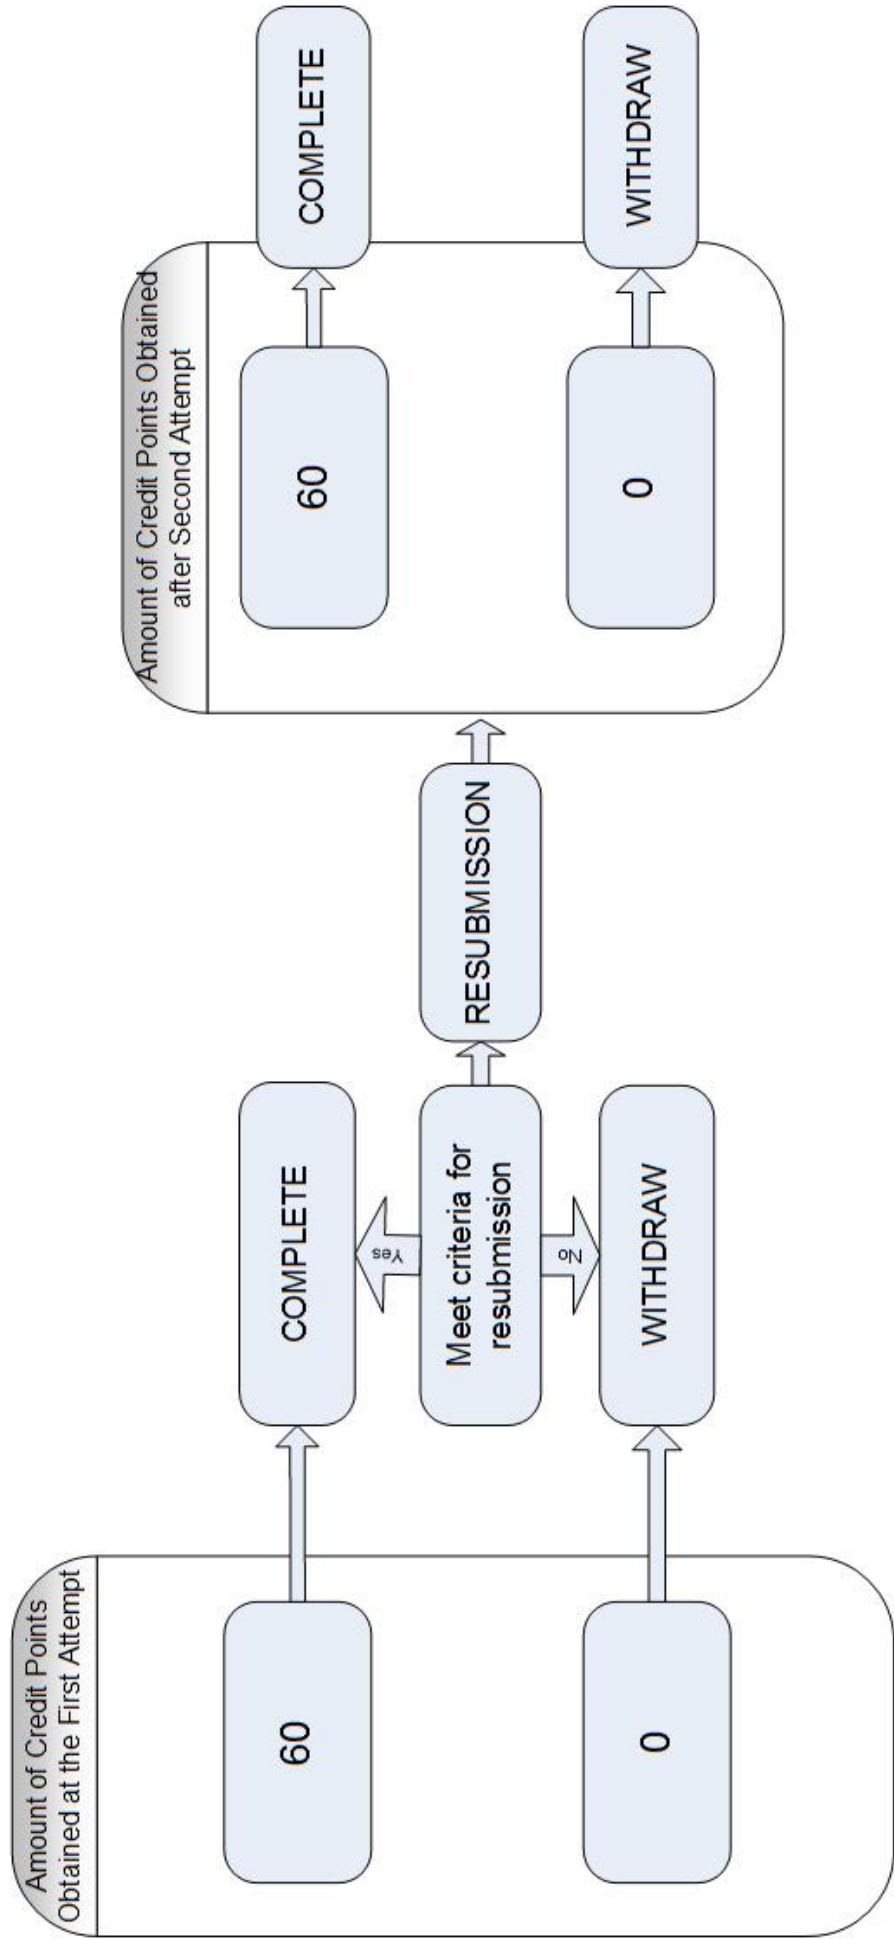 Amount of Credit Points
Obtained at the First Attempt
60
0
COMPLETE
Yes
Meet criteria for
resubmission
No
WITHDRAW
RESUBMISSION
Amount of Credit Points Obtained
after Second Attempt
60
0
COMPLETE
WITHDRAW